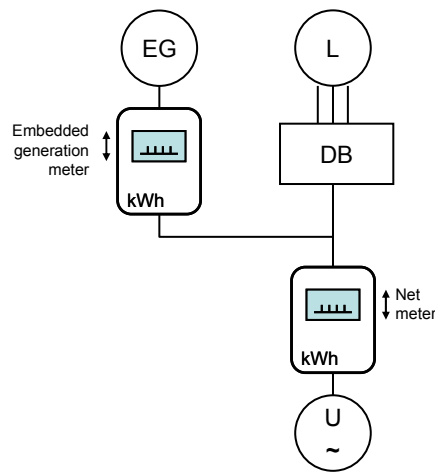 EG
L
Embedded
generation
meter
DB
kWh
Net
meter
kWh
U
~